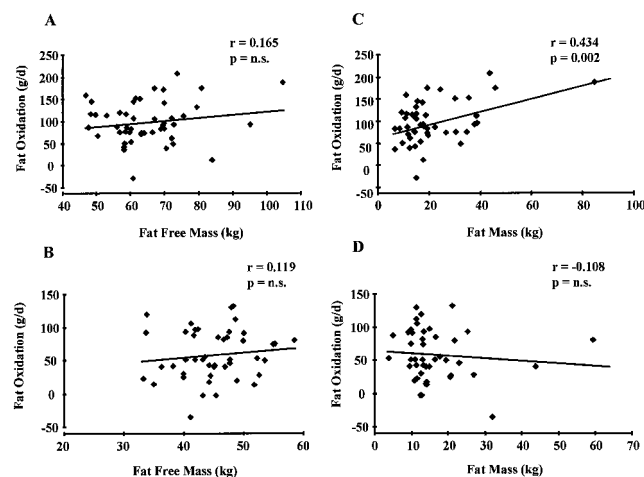 A
r = 0.165
p = n.s.
Fat Oxidation (g/d)
250
200
150
100
50
0
-50
40 50 60 70 80 90 100 110
Fat Free Mass (kg)
C
r = 0.434
p = 0.002
Fat Oxidation (g/d)
250
200
150
100
50
0
-50
0 20 40 60 80 100
Fat Mass (kg)
B
r = 0.119
p = n.s.
Fat Oxidation (g/d)
150
100
50
0
-50
20 30 40 50 60
Fat Free Mass (kg)
D
r = -0.108
p = n.s.
Fat Oxidation (g/d)
150
100
50
0
-50
0 10 20 30 40 50 60 70
Fat Mass (kg)